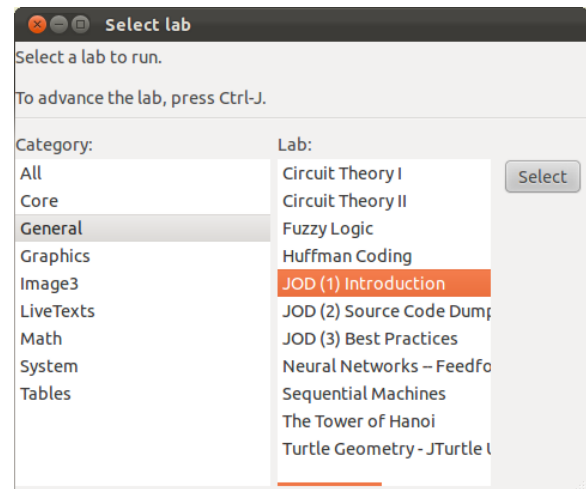 Select lab
Select a lab to run.
To advance the lab, press Ctrl-J.
Category:
All
Core
General
Graphics
Image3
LiveTexts
Math
System
Tables
Lab:
Circuit Theory I
Circuit Theory II
Fuzzy Logic
Huffman Coding
JOD (1) Introduction
JOD (2) Source Code Dump
JOD (3) Best Practices
Neural Networks -- Feedfo
Sequential Machines
The Tower of Hanoi
Turtle Geometry - JTurtle
Select